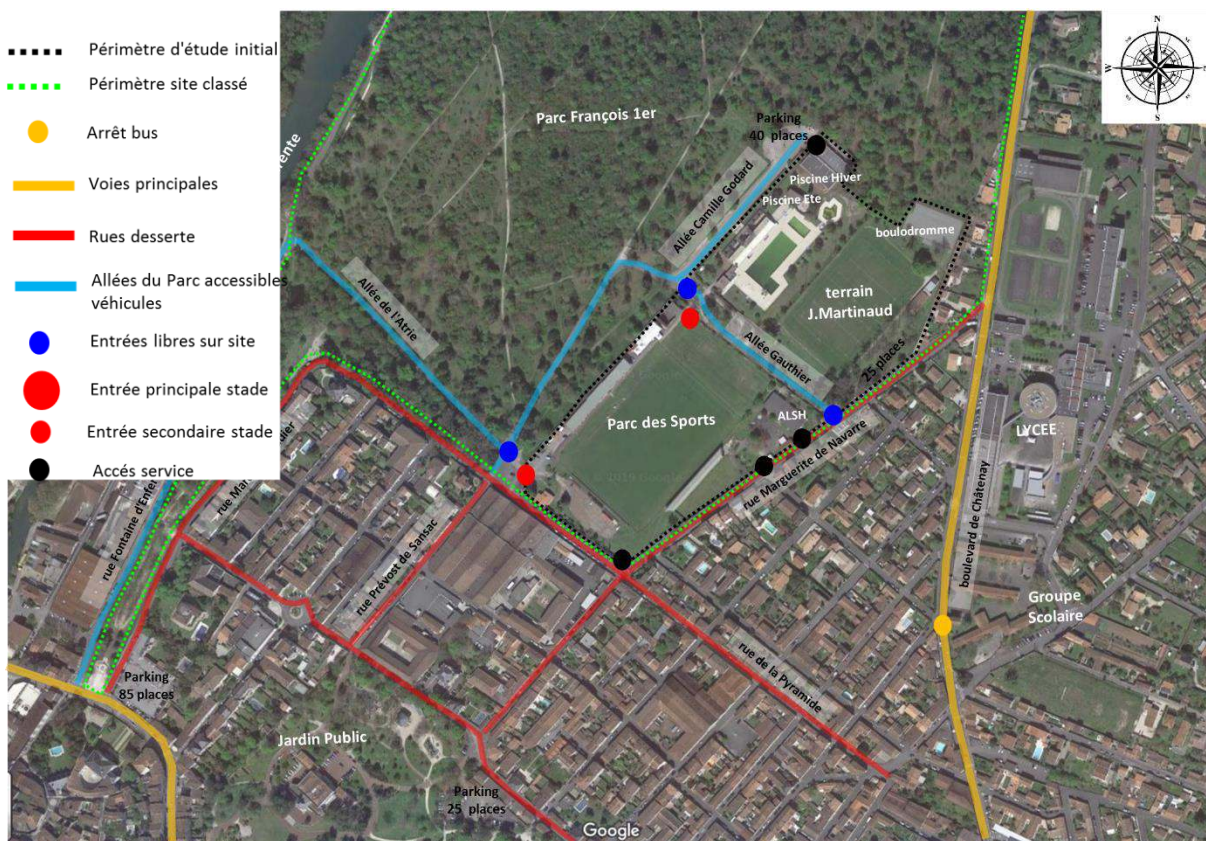 Périmètre d'étude initial
Périmètre site classé
Arrêt bus
Voies principales
Rues desserte
Allées du Parc accessibles
véhicules
Entrées libres sur site
Entrée principale stade
Entrée secondaire stade
Accés service
N
W
S
Parc François 1er
Parking
40 places
Piscine Hiver
Piscine Ete
Allée Camille Godard
boulodromme
terrain
J.Martinaud
Allée de l'Atrie
Allée Gauthier
25 places
Parc des Sports
ALSH
rue Marguerite de Navarre
LYCEE
boulevard de Châtenay
rue Fontaine d'Enfer
rue Prévost de Sansac
Groupe
Scolaire
rue de la Pyramide
Parking
85 places
Jardin Public
Parking
25 places
Google